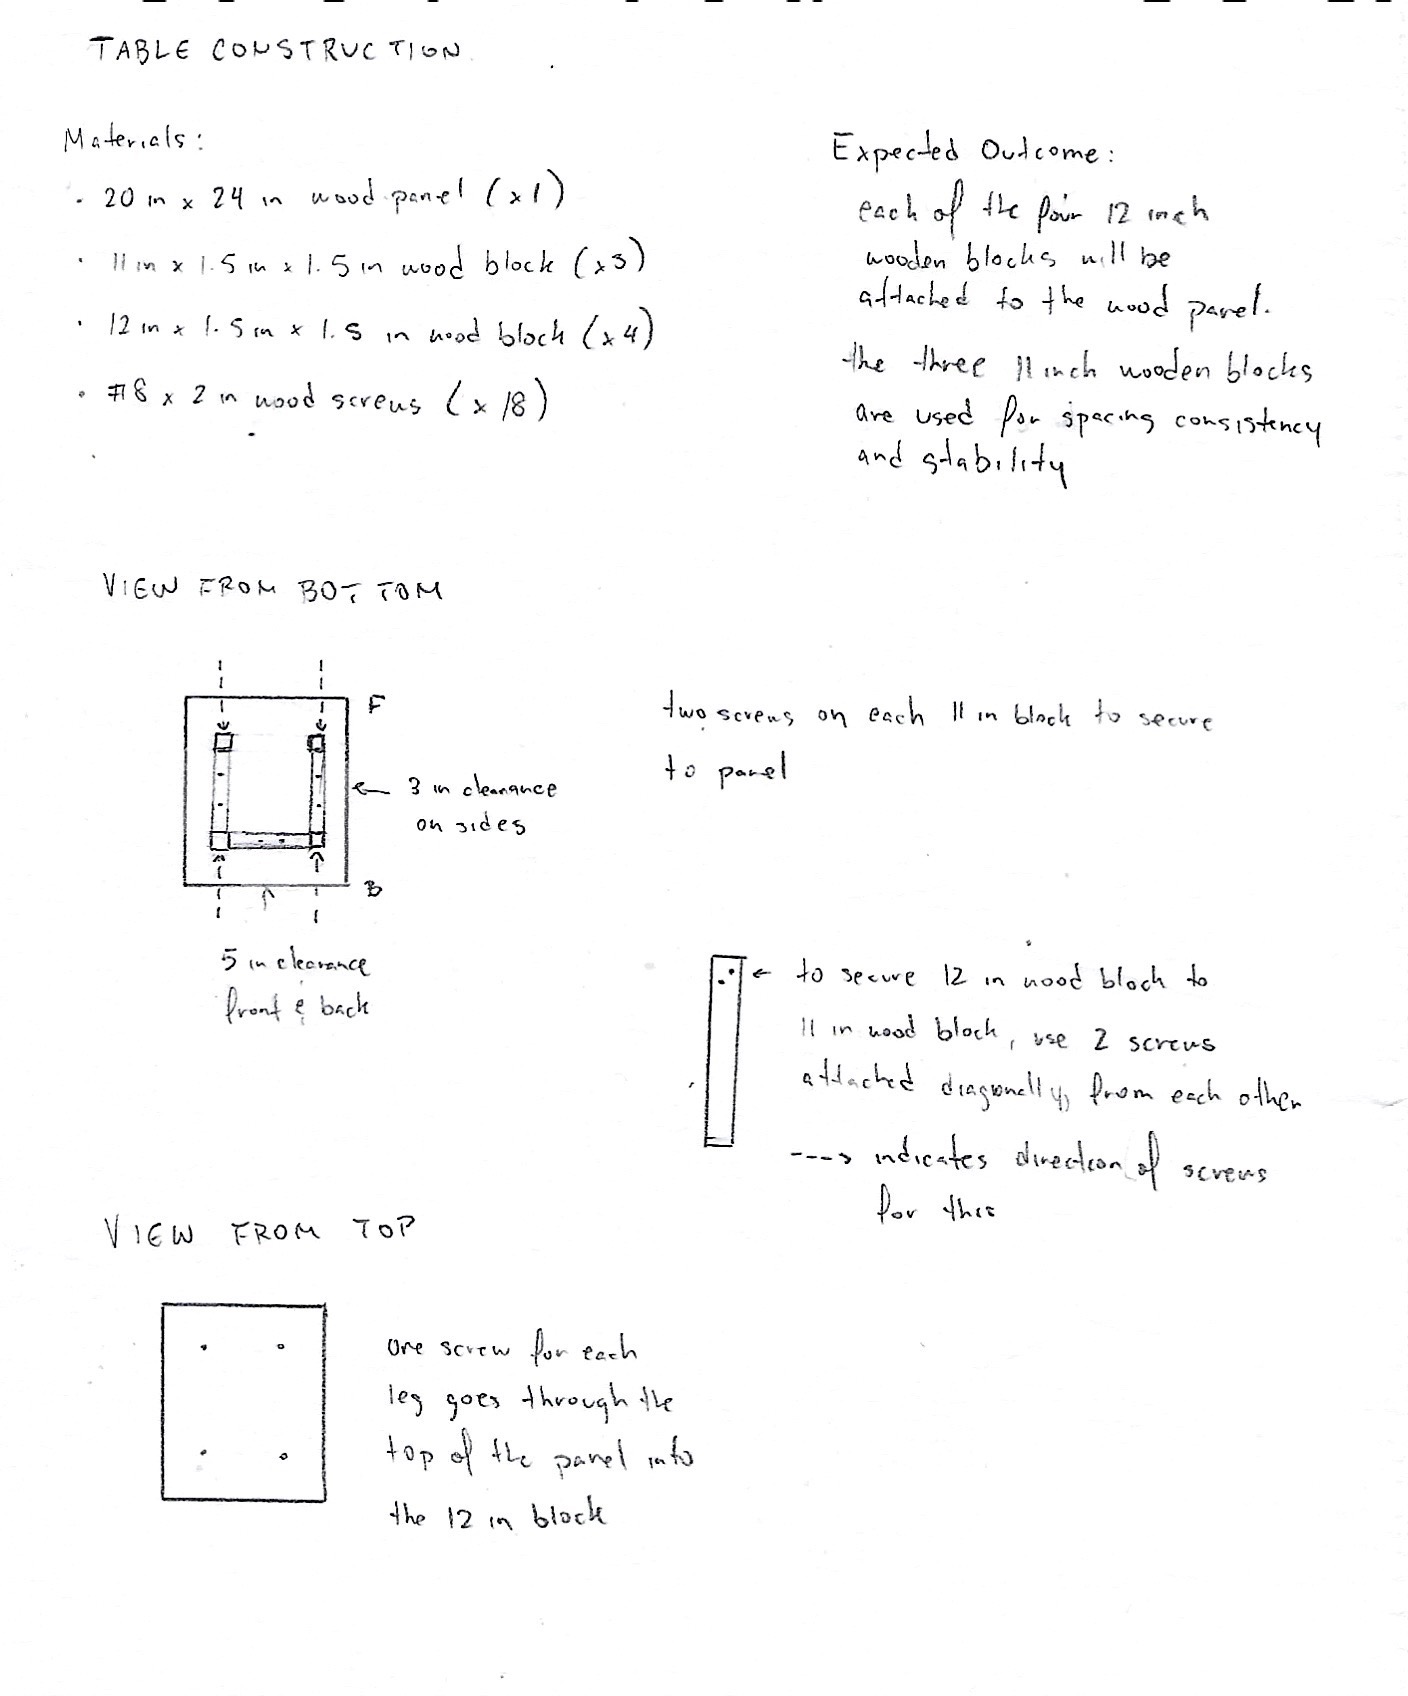 TABLE CONSTRUCTION
Materials:
· 20 in x 24 in wood panel (x1)
· 11 in x 1.5 in x 1.5 in wood block (x3)
· 12 in x 1.5 in x 1.5 in wood block (x4)
· #8 x 2 in wood screws (x 18)
Expected Outcome:
each of the four 12 inch
wooden blocks will be
attached to the wood panel.
the three 11 inch wooden blocks
are used for spacing consistency
and stability
VIEW FROM BOTTOM
F
← 3 in clearance
on sides
B
5 in clearance
front & back
two screws on each 11 in block to secure
to panel
← to secure 12 in wood block to
11 in wood block, use 2 screws
attached diagonally, from each other
----> indicates direction of screws
for this
VIEW FROM TOP
one screw for each
leg goes through the
top of the panel into
the 12 in block